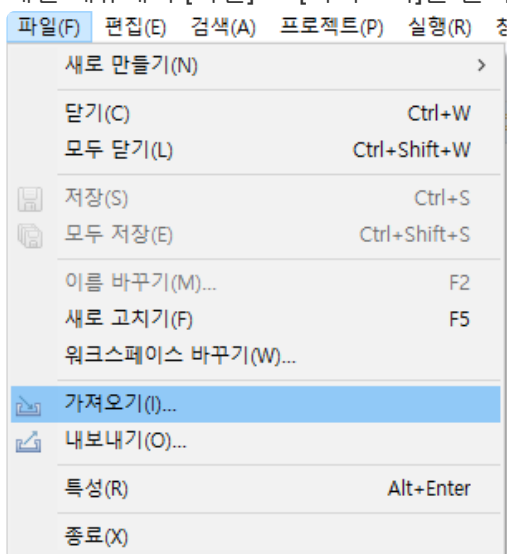 파일(F) 편집(E) 검색(A) 프로젝트(P) 실행(R)
새로 만들기(N) >
닫기(C) Ctrl+W
모두 닫기(L) Ctrl+Shift+W
저장(S) Ctrl+S
모두 저장(E) Ctrl+Shift+S
이름 바꾸기(M)... F2
새로 고치기(F) F5
워크스페이스 바꾸기(W)...
가져오기(I)...
내보내기(O)...
특성(R) Alt+Enter
종료(X)